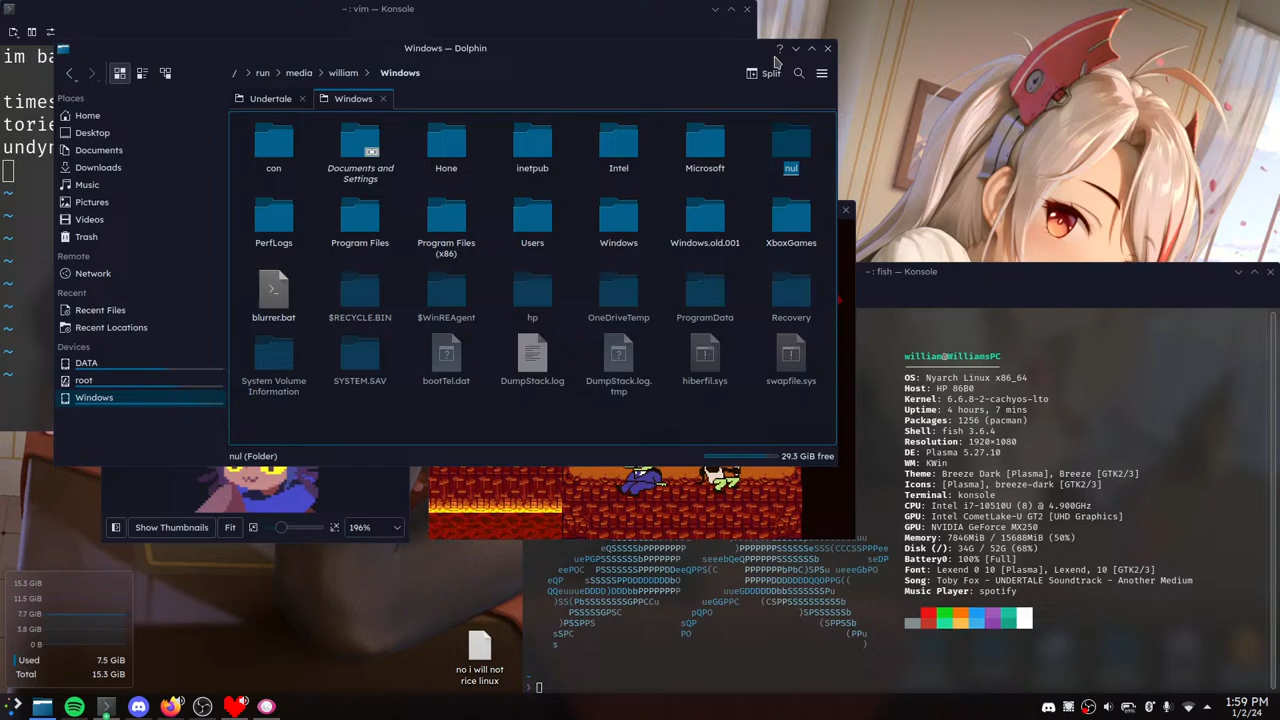 ~ : vim — Konsole
im ba
times
torie
undyn
~
~
~
~
~
~
~
~
~
~
~
Windows — Dolphin
?
/ > run > media > william > Windows
Split
Undertale
Windows
Places
Home
Desktop
Documents
Downloads
Music
Pictures
Videos
Trash
Remote
Network
Recent
Recent Files
Recent Locations
Devices
DATA
root
Windows
con
Documents and
Settings
Hone
inetpub
Intel
Microsoft
nul
PerfLogs
Program Files
Program Files
(x86)
Users
Windows
Windows.old.001
XboxGames
blurrer.bat
$RECYCLE.BIN
$WinREAgent
hp
OneDriveTemp
ProgramData
Recovery
System Volume
Information
SYSTEM.SAV
bootTel.dat
DumpStack.log
DumpStack.log.
tmp
hiberfil.sys
swapfile.sys
nul (Folder)
29.3 GiB free
Show Thumbnails
Fit
196%
~ : fish — Konsole
william@WilliamsPC
OS: Nyarch Linux x86_64
Host: HP 86B0
Kernel: 6.6.8-2-cachyos-lto
Uptime: 4 hours, 7 mins
Packages: 1256 (pacman)
Shell: fish 3.6.4
Resolution: 1920×1080
DE: Plasma 5.27.10
WM: KWin
Theme: Breeze Dark [Plasma], Breeze [GTK2/3]
Icons: [Plasma], breeze-dark [GTK2/3]
Terminal: konsole
CPU: Intel i7-10510U (8) @ 4.900GHz
GPU: Intel CometLake-U GT2 [UHD Graphics]
GPU: NVIDIA GeForce MX250
Memory: 7846MiB / 15688MiB (50%)
Disk (/): 34G / 52G (68%)
Battery0: 100% [Full]
Font: Lexend 0 10 [Plasma], Lexend, 10 [GTK2/3]
Song: Toby Fox - UNDERTALE Soundtrack - Another Medium
Music Player: spotify
~
❯
15.3 GiB
11.5 GiB
7.7 GiB
3.8 GiB
0 B
Used 7.5 GiB
Total 15.3 GiB
no i will not
rice linux
1:59 PM
1/2/24